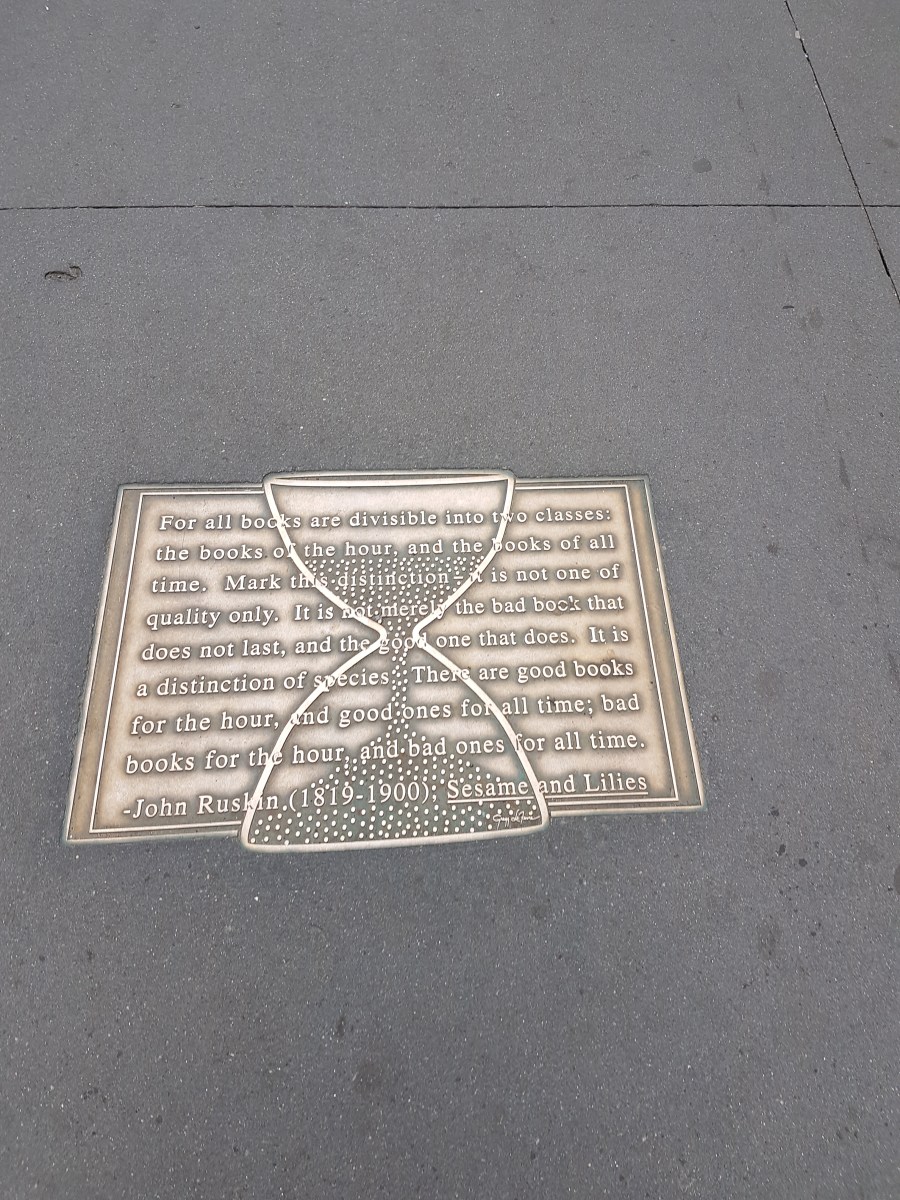 For all books are divisible into two classes:
the books of the hour, and the books of all
time. Mark this distinction - it is not one of
quality only. It is not merely the bad book that
does not last, and the good one that does. It is
a distinction of species. There are good books
for the hour, and good ones for all time; bad
books for the hour, and bad ones for all time.
-John Ruskin (1819-1900), Sesame and Lilies